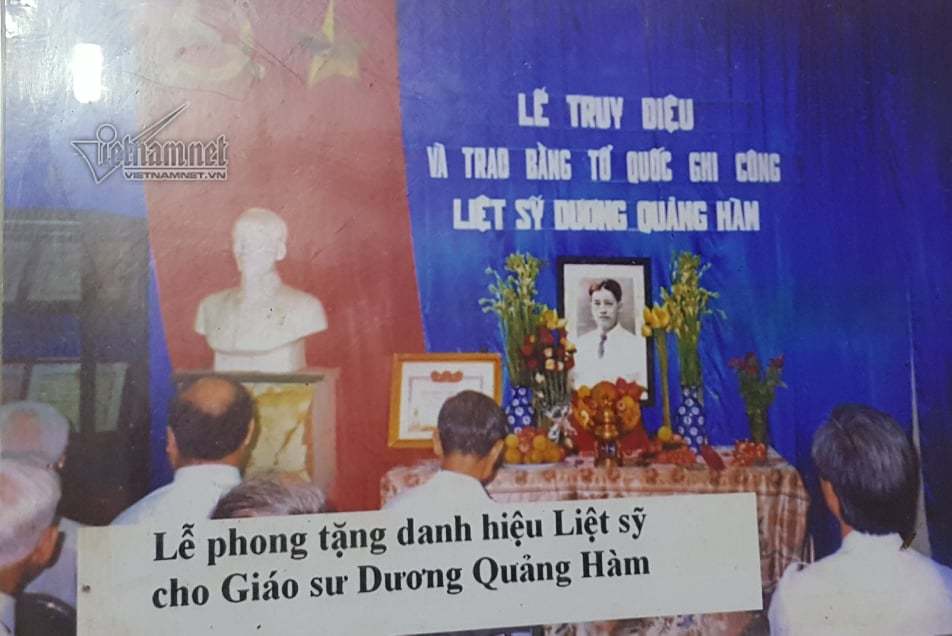 Vietnamnet
VIETNAMNET.VN
LỄ TRUY DIỆU
VÀ TRAO BẰNG TỔ QUỐC GHI CÔNG
LIỆT SỸ DƯƠNG QUẢNG HÀM
Lễ phong tặng danh hiệu Liệt sỹ
cho Giáo sư Dương Quảng Hàm